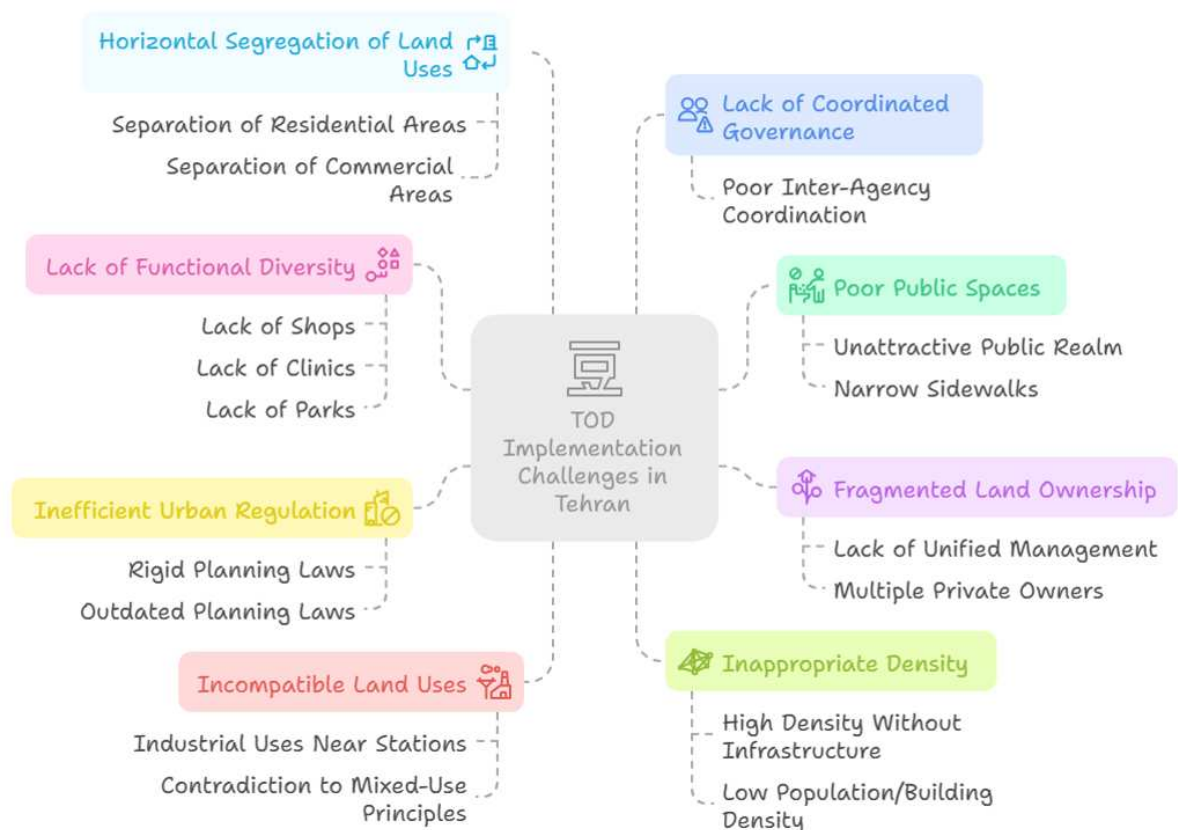 Horizontal Segregation of Land
Uses
Separation of Residential Areas
Separation of Commercial
Areas
Lack of Functional Diversity
Lack of Shops
Lack of Clinics
Lack of Parks
Inefficient Urban Regulation
Rigid Planning Laws
Outdated Planning Laws
Incompatible Land Uses
Industrial Uses Near Stations
Contradiction to Mixed-Use
Principles
TOD
Implementation
Challenges in
Tehran
Lack of Coordinated
Governance
Poor Inter-Agency
Coordination
Poor Public Spaces
Unattractive Public Realm
Narrow Sidewalks
Fragmented Land Ownership
Lack of Unified Management
Multiple Private Owners
Inappropriate Density
High Density Without
Infrastructure
Low Population/Building
Density